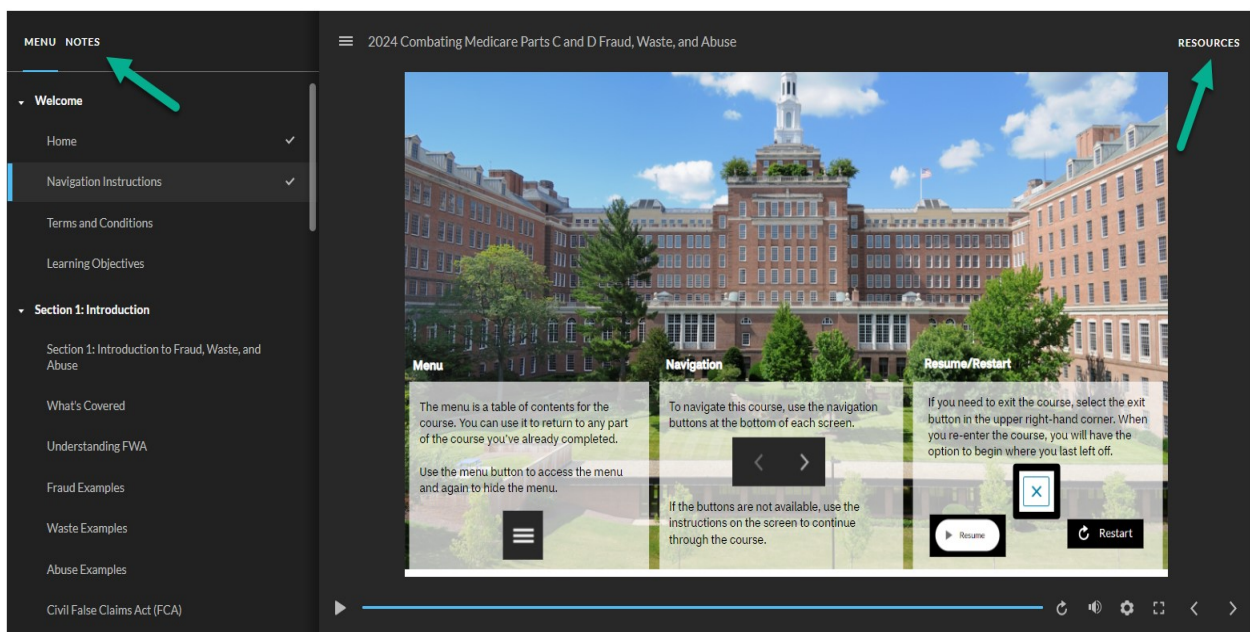 MENU NOTES
2024 Combating Medicare Parts C and D Fraud, Waste, and Abuse
RESOURCES
Welcome
Home
Navigation Instructions
Terms and Conditions
Learning Objectives
Section 1: Introduction
Section 1: Introduction to Fraud, Waste, and
Abuse
What's Covered
Understanding FWA
Fraud Examples
Waste Examples
Abuse Examples
Civil False Claims Act (FCA)
Menu
The menu is a table of contents for the
course. You can use it to return to any part
of the course you've already completed.
Use the menu button to access the menu
and again to hide the menu.
Navigation
To navigate this course, use the navigation
buttons at the bottom of each screen.
If the buttons are not available, use the
instructions on the screen to continue
through the course.
Resume/Restart
If you need to exit the course, select the exit
button in the upper right-hand corner. When
you re-enter the course, you will have the
option to begin where you last left off.
Resume
Restart